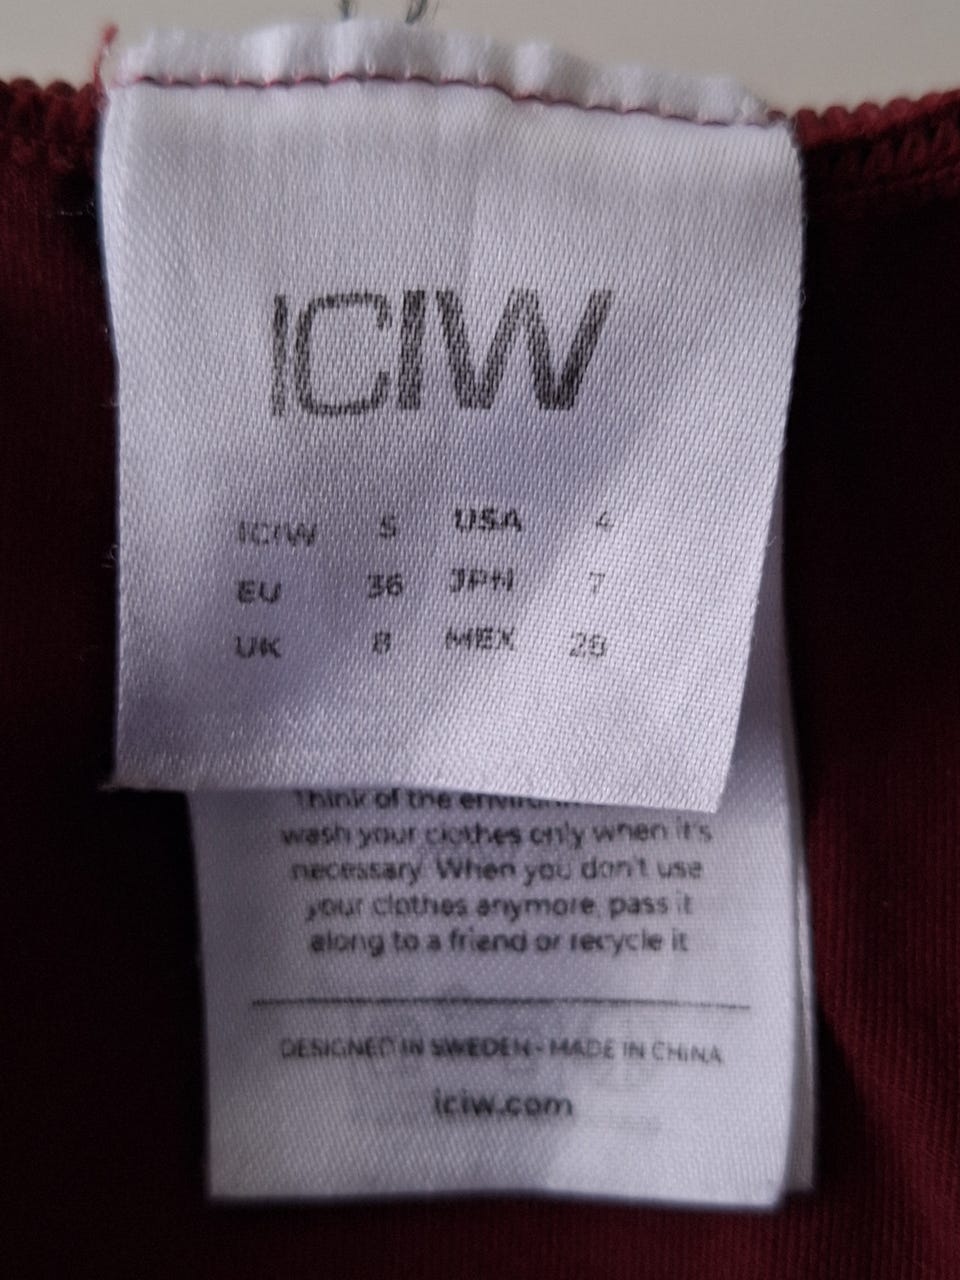 ICIW
ICIW S USA 4
EU 36 JPN 7
UK 8 MEX 28
Think of the
wash your clothes only when it's
necessary. When you don't use
your clothes anymore, pass it
along to a friend or recycle it
DESIGNED IN SWEDEN - MADE IN CHINA
iciw.com